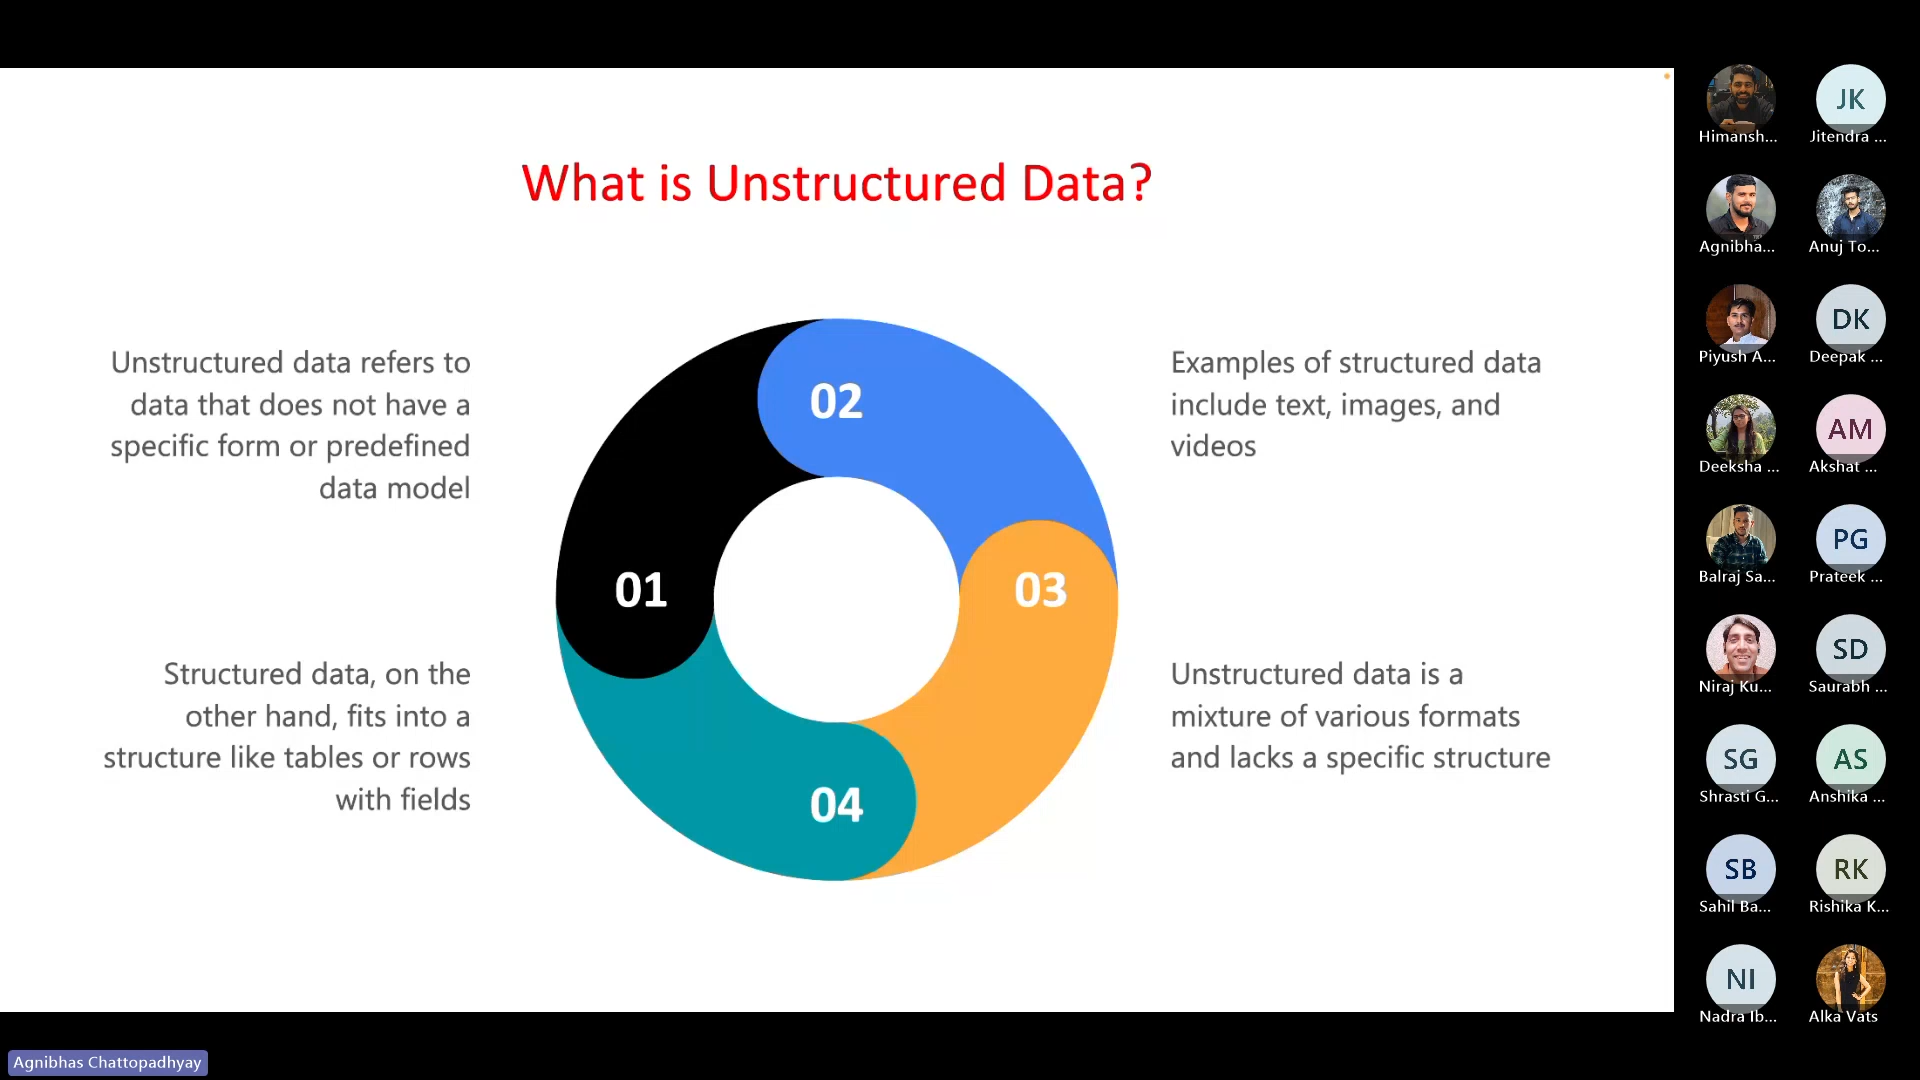 What is Unstructured Data?
Unstructured data refers to
data that does not have a
specific form or predefined
data model
01
02
Examples of structured data
include text, images, and
videos
03
Unstructured data is a
mixture of various formats
and lacks a specific structure
Structured data, on the
other hand, fits into a
structure like tables or rows
with fields
04
Himansh...
JK
Jitendra ...
Agnibha...
Anuj To...
Piyush A...
DK
Deepak ...
Deeksha ...
AM
Akshat ...
Balraj Sa...
PG
Prateek ...
Niraj Ku...
SD
Saurabh ...
SG
Shrasti G...
AS
Anshika ...
SB
Sahil Ba...
RK
Rishika K...
NI
Nadra Ib...
Alka Vats
Agnibhas Chattopadhyay